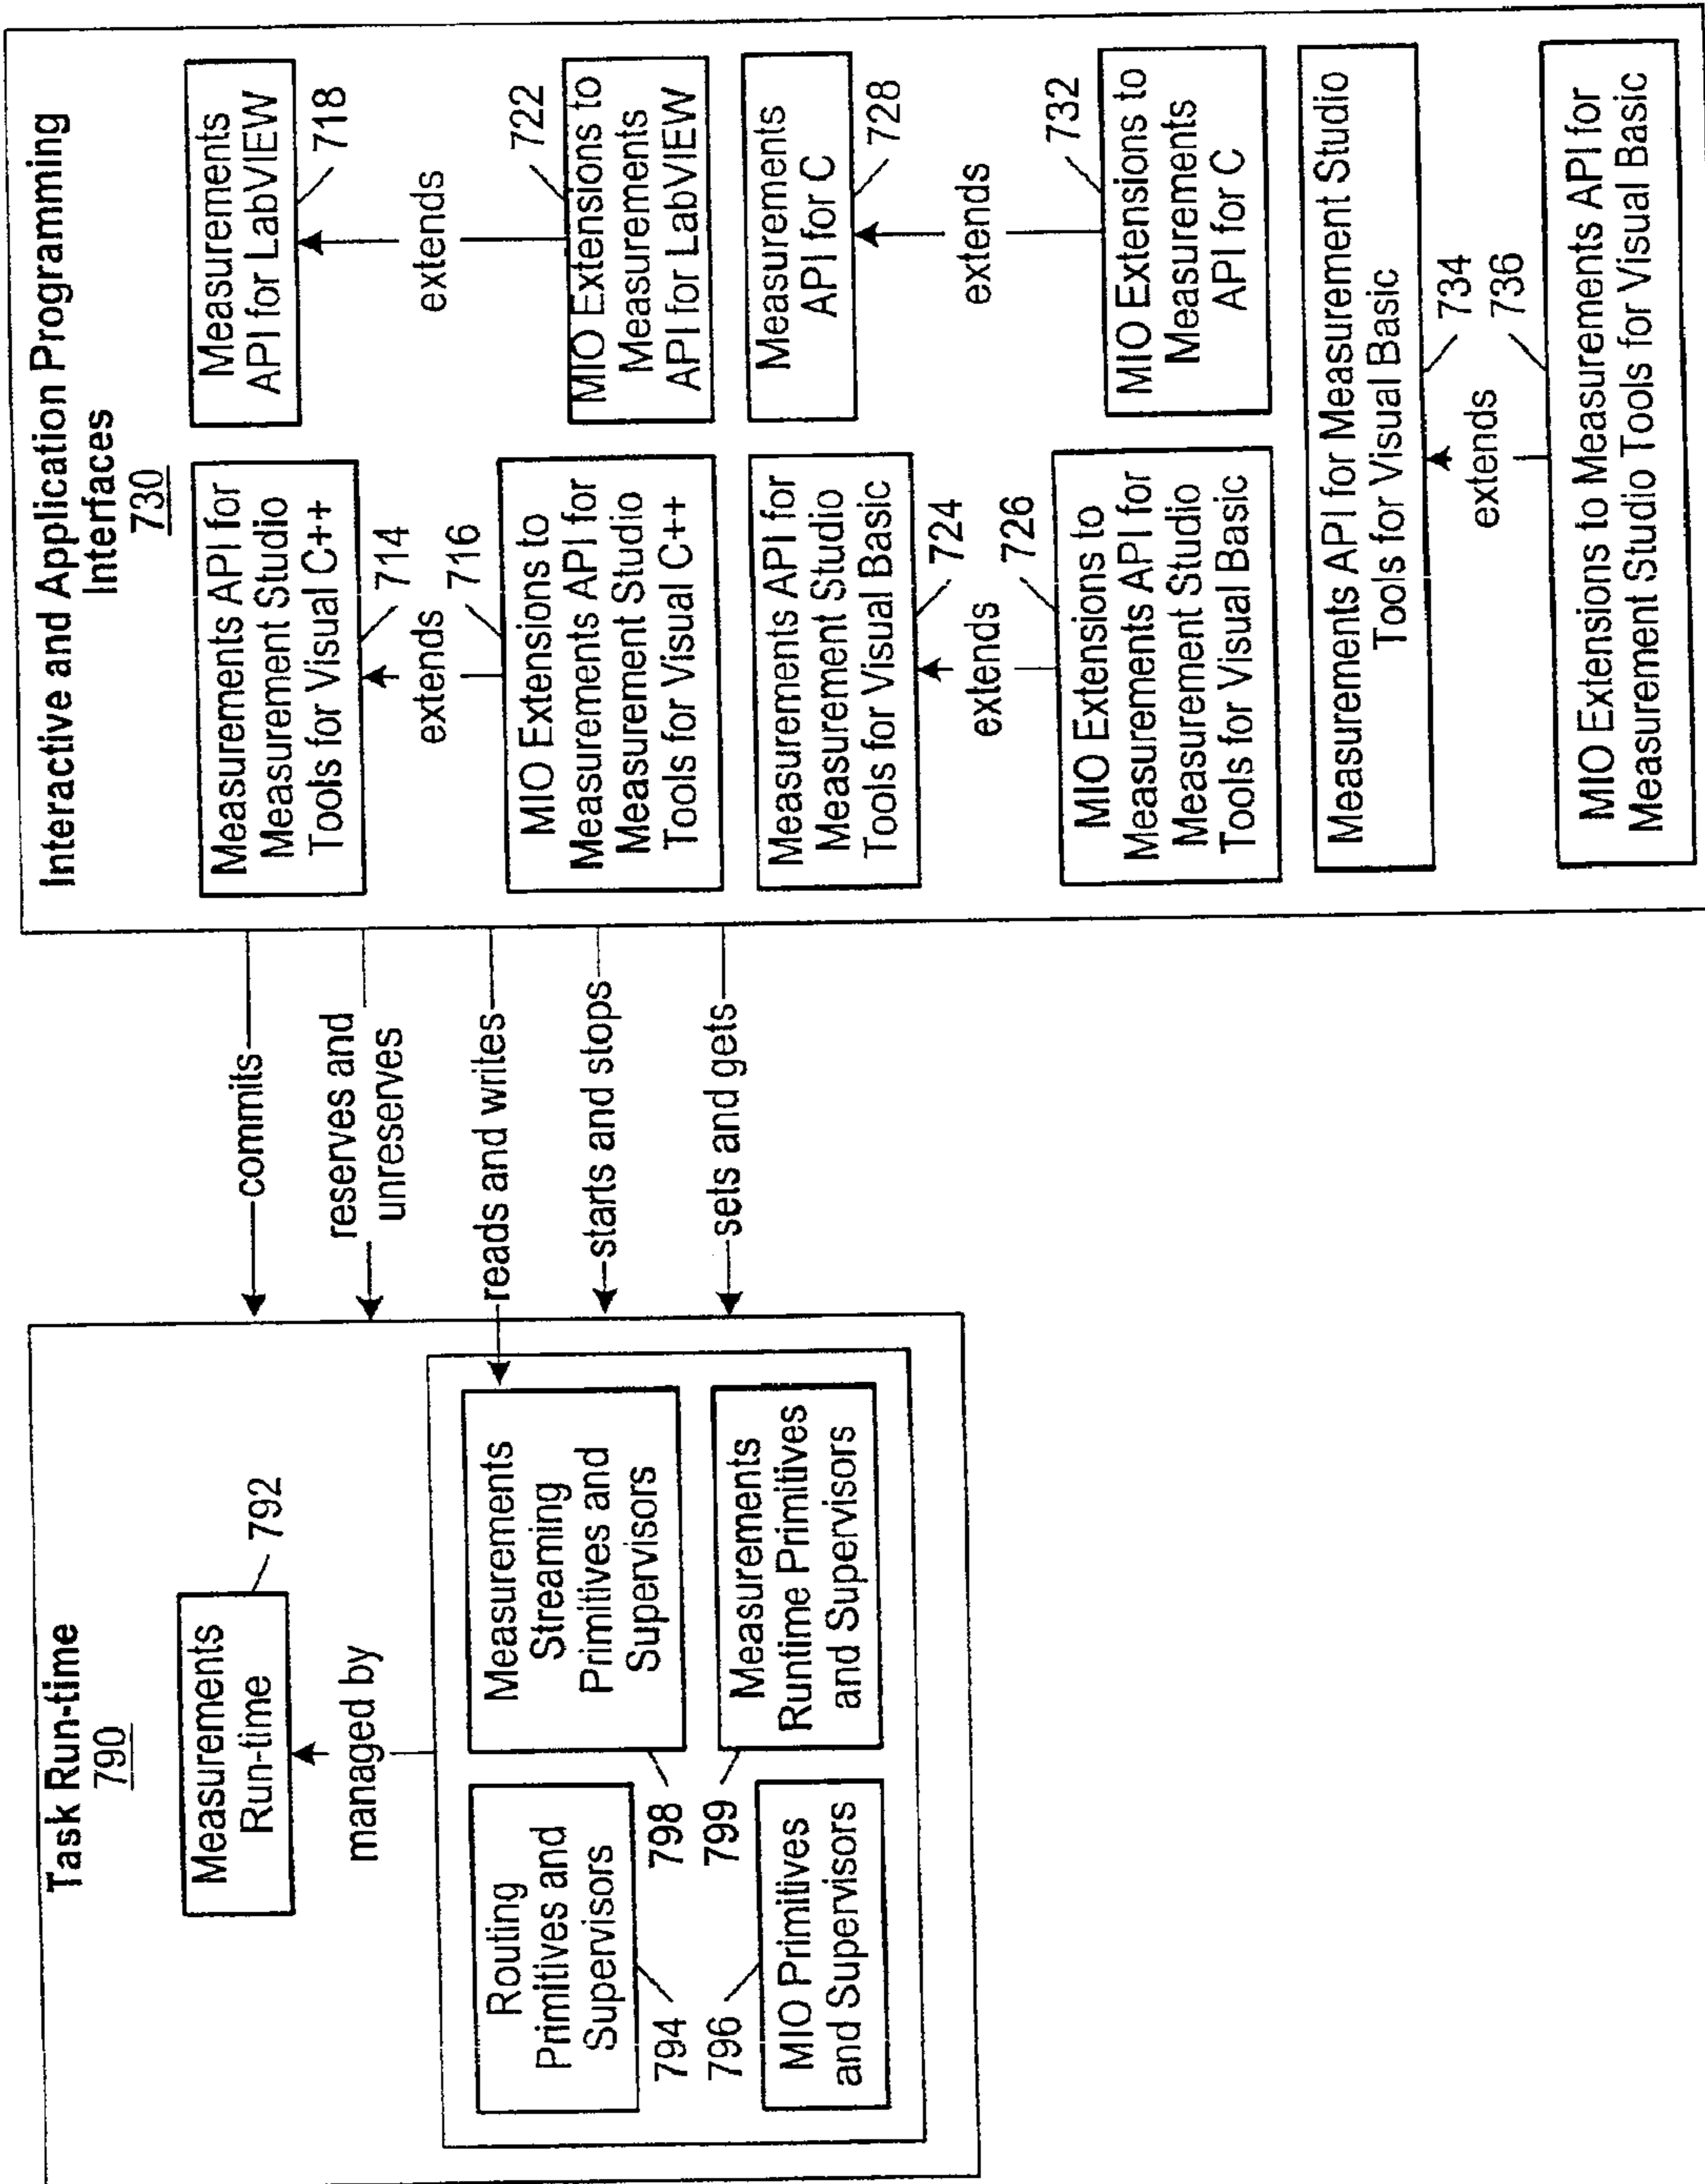 Task Run-time
790
Measurements
Run-time
792
managed by
Routing
Primitives and
Supervisors
794
Measurements
Streaming
Primitives and
Supervisors
798
796
MIO Primitives
and Supervisors
799
Measurements
Runtime Primitives
and Supervisors
commits
reserves and
unreserves
reads and writes
starts and stops
sets and gets
Interactive and Application Programming
Interfaces
730
Measurements API for
Measurement Studio
Tools for Visual C++
714
extends
716
MIO Extensions to
Measurements API for
Measurement Studio
Tools for Visual C++
Measurements
API for LabVIEW
718
extends
722
MIO Extensions to
Measurements
API for LabVIEW
Measurements API for
Measurement Studio
Tools for Visual Basic
724
extends
726
MIO Extensions to
Measurements API for
Measurement Studio
Tools for Visual Basic
Measurements
API for C
728
extends
732
MIO Extensions to
Measurements
API for C
Measurements API for Measurement Studio
Tools for Visual Basic
734
extends
736
MIO Extensions to Measurements API for
Measurement Studio Tools for Visual Basic